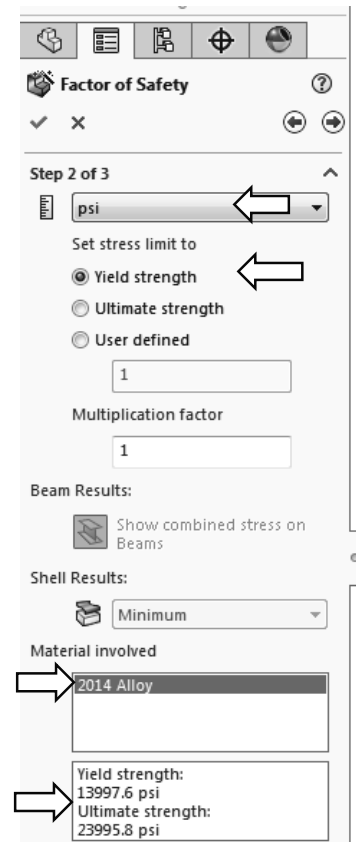 Factor of Safety
?
Step 2 of 3
psi
Set stress limit to
Yield strength
Ultimate strength
User defined
1
Multiplication factor
1
Beam Results:
Show combined stress on
Beams
Shell Results:
Minimum
Material involved
2014 Alloy
Yield strength:
13997.6 psi
Ultimate strength:
23995.8 psi